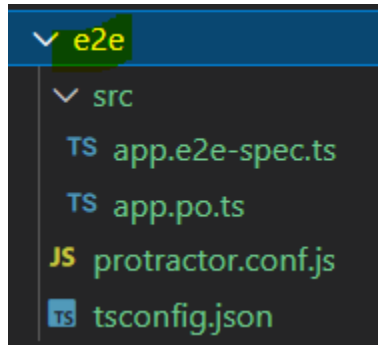 e2e
src
TS app.e2e-spec.ts
TS app.po.ts
JS protractor.conf.js
TS tsconfig.json